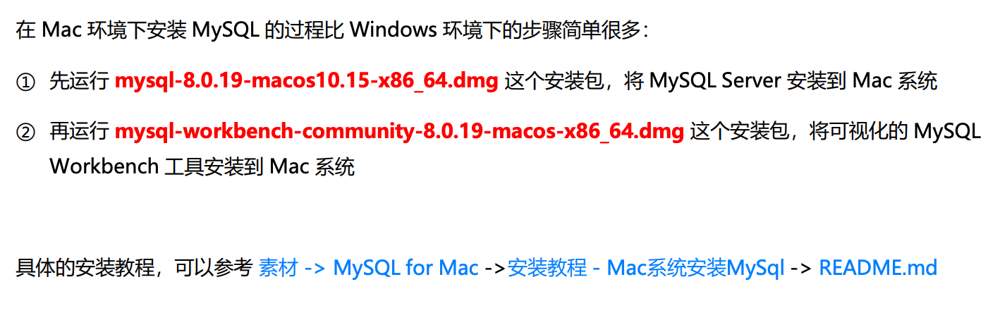 在 Mac 环境下安装 MySQL 的过程比 Windows 环境下的步骤简单很多：
① 先运行 mysql-8.0.19-macos10.15-x86_64.dmg 这个安装包，将 MySQL Server 安装到 Mac 系统
② 再运行 mysql-workbench-community-8.0.19-macos-x86_64.dmg 这个安装包，将可视化的 MySQL
Workbench 工具安装到 Mac 系统
具体的安装教程，可以参考 素材 -> MySQL for Mac ->安装教程 - Mac系统安装MySql -> README.md